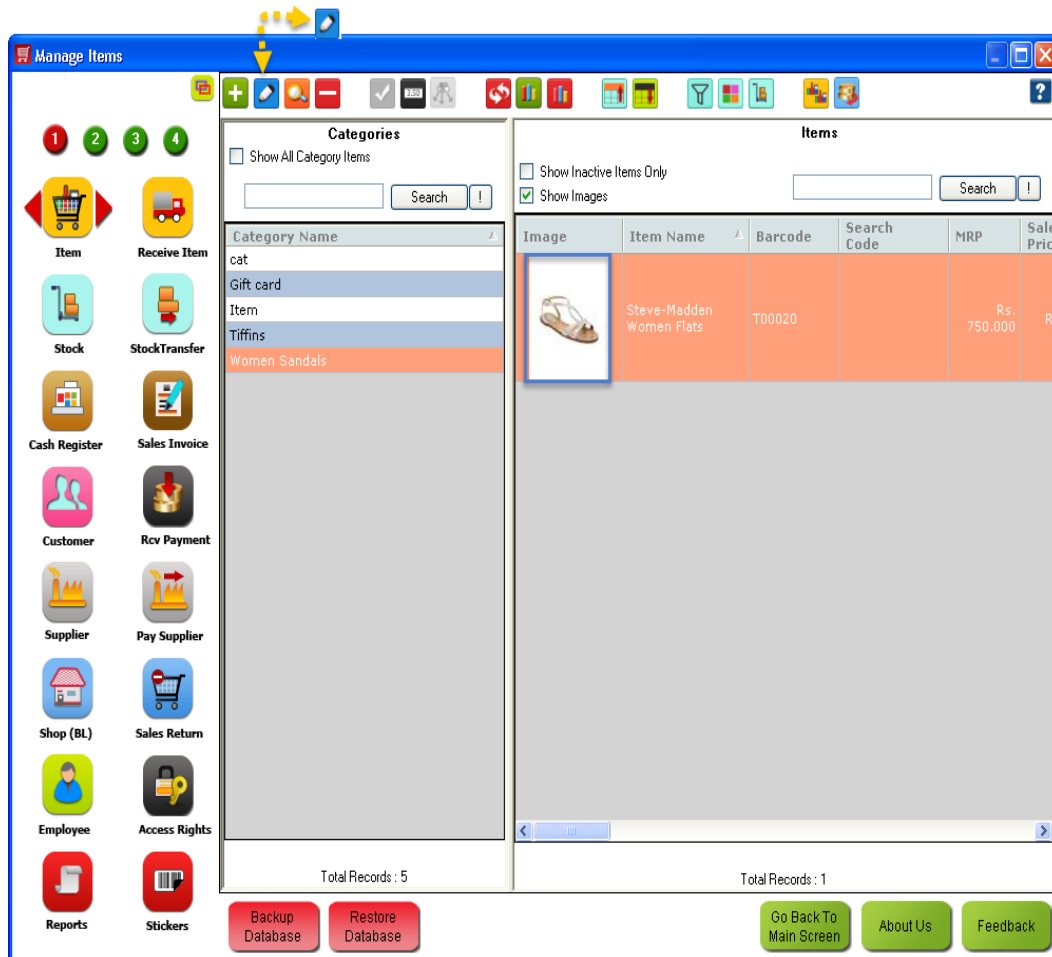 Manage Items
3.50
?
1 2 3 4
Item
Receive Item
Stock
StockTransfer
Cash Register
Sales Invoice
Customer
Rcv Payment
Supplier
Pay Supplier
Shop (BL)
Sales Return
Employee
Access Rights
Reports
Stickers
Categories
Show All Category Items
Search !
Category Name
cat
Gift card
Item
Tiffins
Women Sandals
Total Records : 5
Items
Show Inactive Items Only
Show Images
Search !
Image Item Name Barcode Search Code MRP Sale Pric
Steve-Madden
Women Flats
T00020
Rs.
750.000
R
Total Records : 1
Backup
Database
Restore
Database
Go Back To
Main Screen
About Us
Feedback